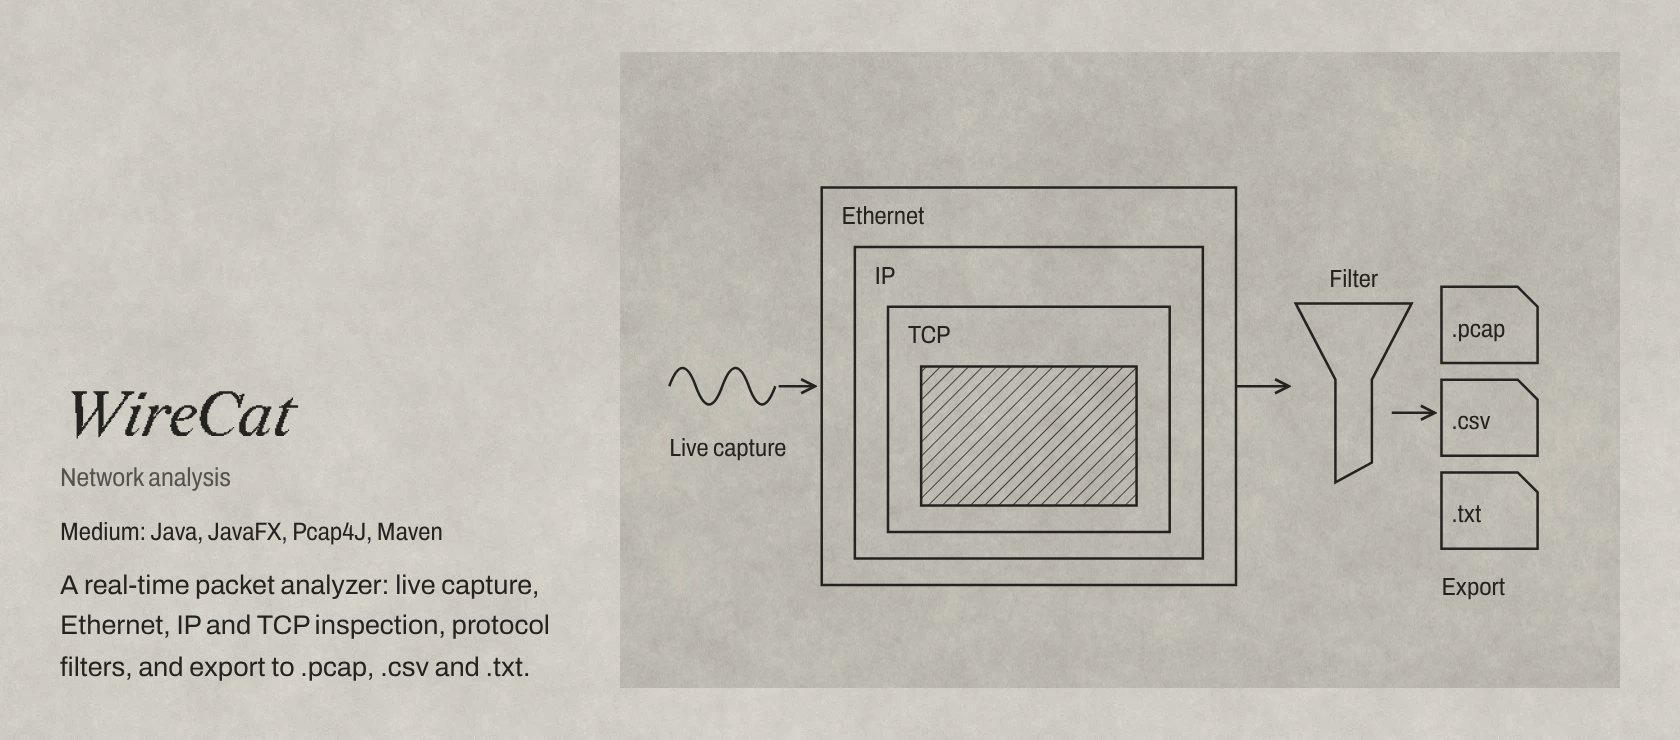 WireCat
Network analysis
Medium: Java, JavaFX, Pcap4J, Maven
A real-time packet analyzer: live capture,
Ethernet, IP and TCP inspection, protocol
filters, and export to .pcap, .csv and .txt.
Live capture
Ethernet
IP
TCP
Filter
.pcap
.csv
.txt
Export